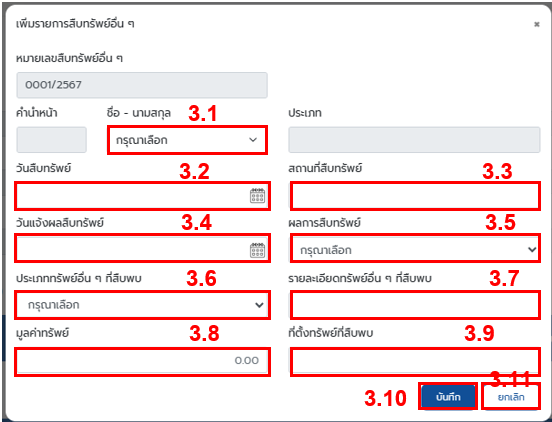 เพิ่มรายการสืบทรัพย์อื่น ๆ ×
หมายเลขสืบทรัพย์อื่น ๆ
0001/2567
คำนำหน้า ชื่อ - นามสกุล 3.1 ประเภท
กรุณาเลือก
วันสืบทรัพย์ 3.2 สถานที่สืบทรัพย์ 3.3
วันแจ้งผลสืบทรัพย์ 3.4 ผลการสืบทรัพย์ 3.5
กรุณาเลือก
ประเภททรัพย์อื่น ๆ ที่สืบพบ 3.6 รายละเอียดทรัพย์อื่น ๆ ที่สืบพบ 3.7
กรุณาเลือก
มูลค่าทรัพย์ 3.8 ที่ตั้งทรัพย์ที่สืบพบ 3.9
0.00
3.10 บันทึก 3.11 ยกเลิก